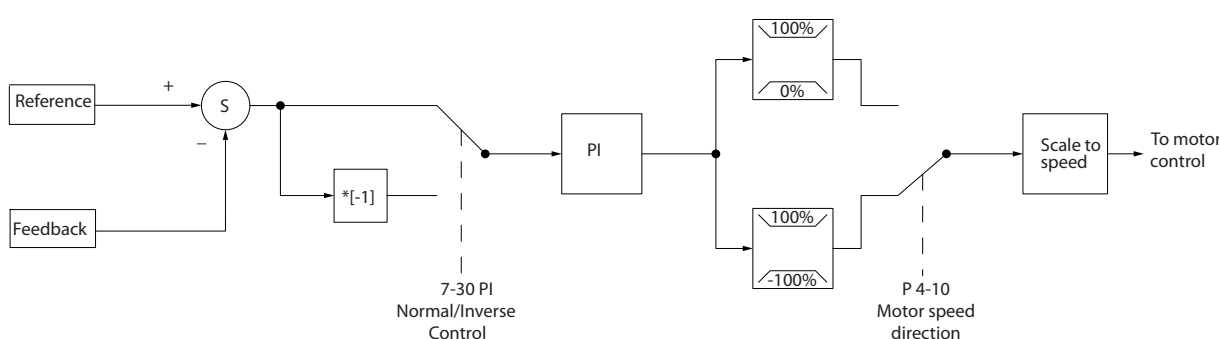 Reference
+
S
–
Feedback
*[-1]
7-30 PI
Normal/Inverse
Control
PI
100%
0%
100%
-100%
P 4-10
Motor speed
direction
Scale to
speed
To motor
control